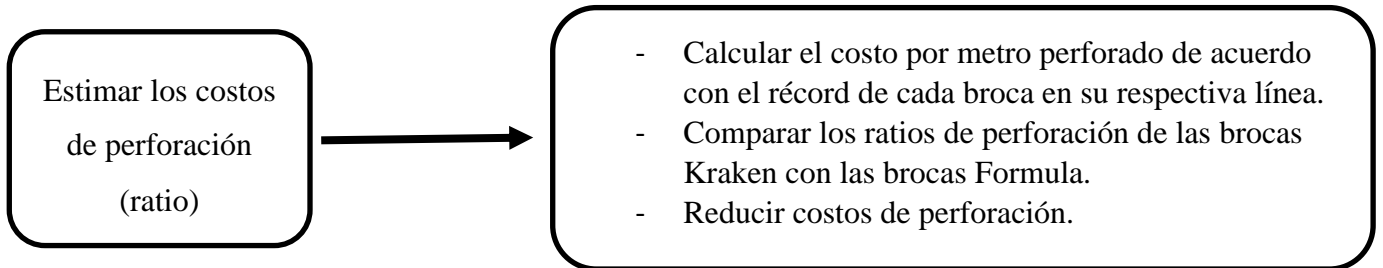 Estimar los costos
de perforación
(ratio)
- Calcular el costo por metro perforado de acuerdo
con el récord de cada broca en su respectiva línea.
- Comparar los ratios de perforación de las brocas
Kraken con las brocas Formula.
- Reducir costos de perforación.